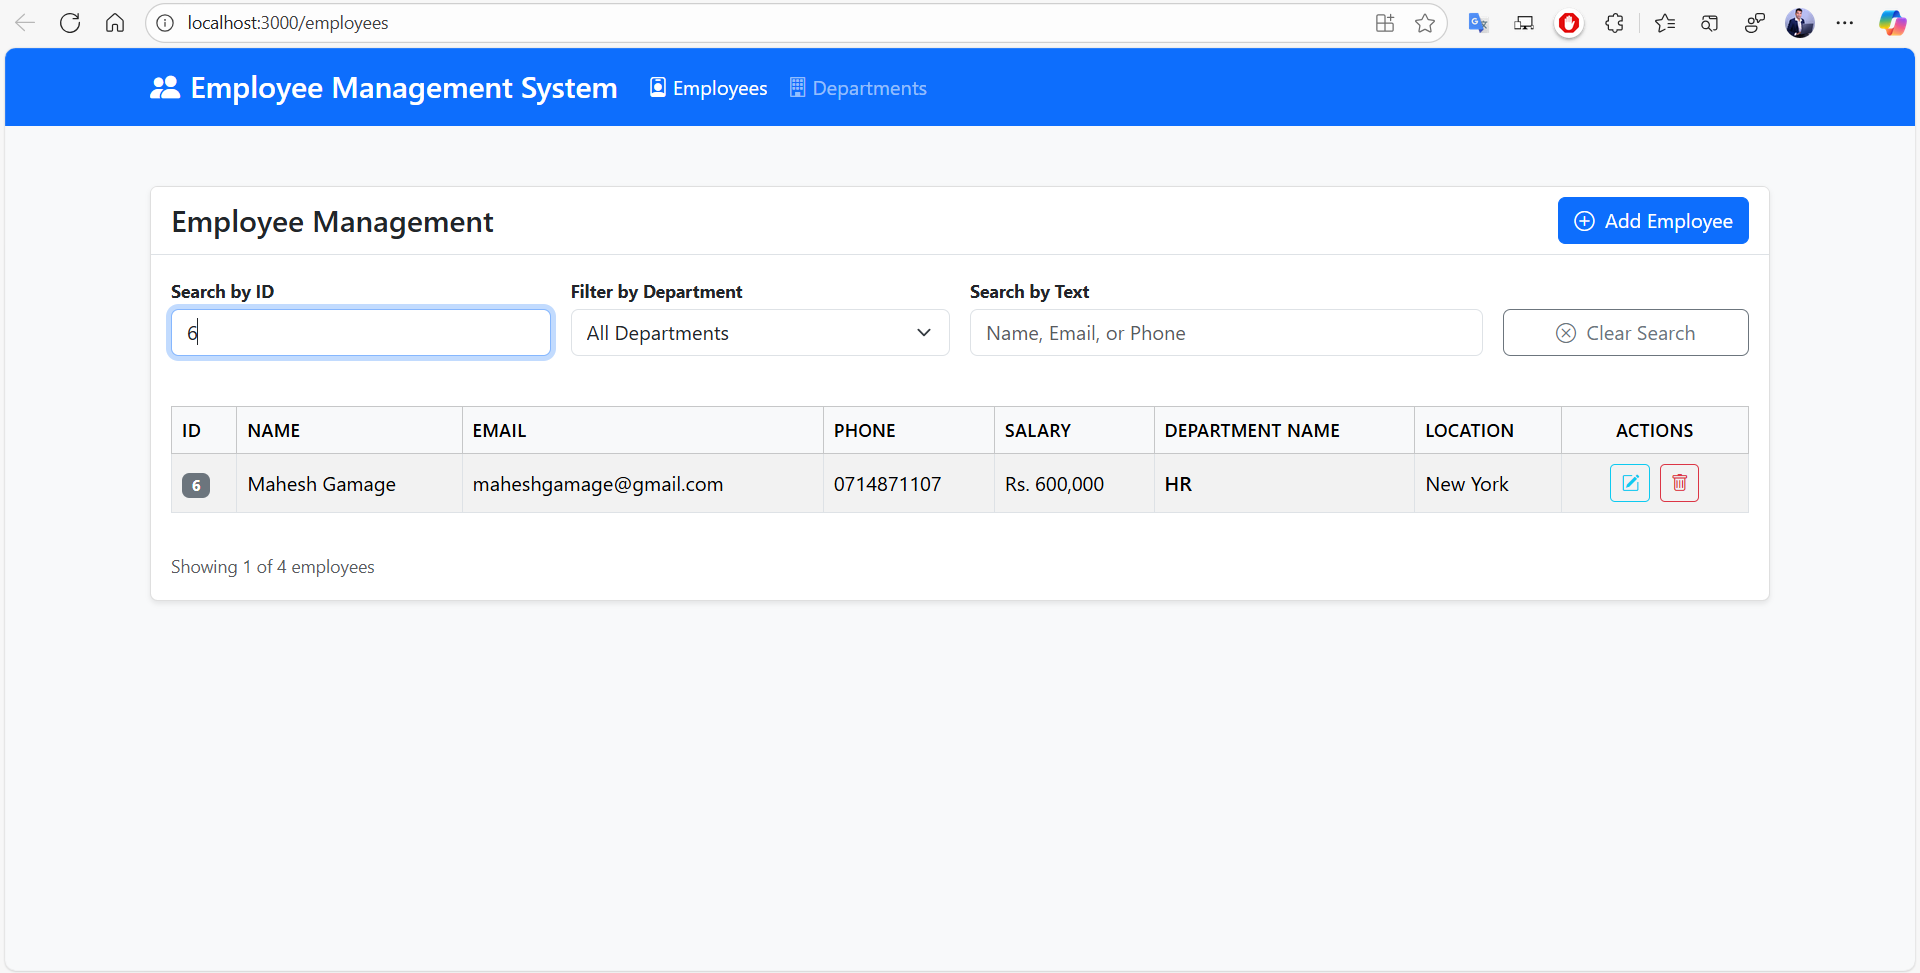 localhost:3000/employees
Employee Management System Employees Departments
Employee Management Add Employee
Search by ID Filter by Department Search by Text
6 All Departments Name, Email, or Phone Clear Search
ID NAME EMAIL PHONE SALARY DEPARTMENT NAME LOCATION ACTIONS
6 Mahesh Gamage maheshgamage@gmail.com 0714871107 Rs. 600,000 HR New York
Showing 1 of 4 employees